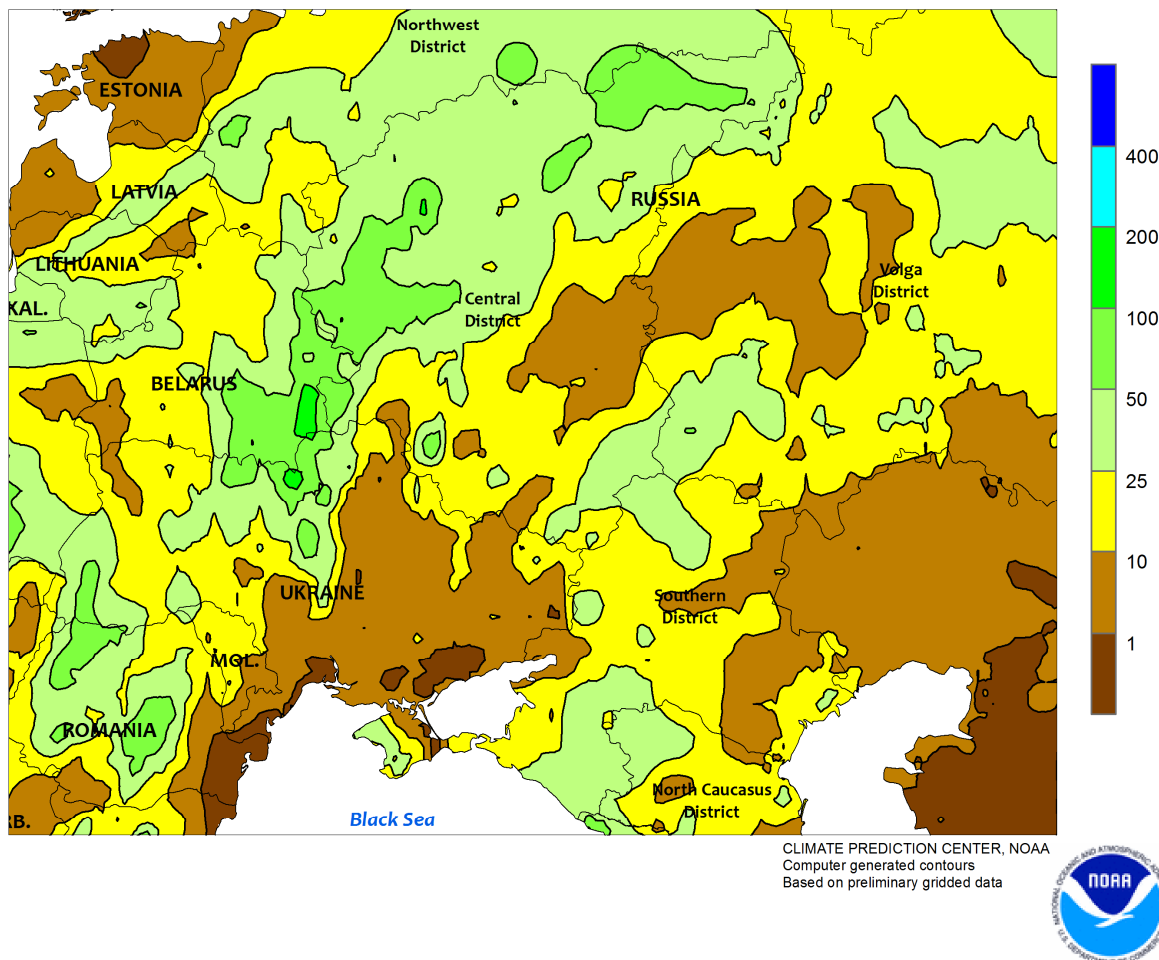 Northwest
District
ESTONIA
LATVIA
RUSSIA
LITHUANIA
KAL.
Volga
District
Central
District
BELARUS
UKRAINE
Southern
District
MOL.
ROMANIA
North Caucasus
District
RB.
Black Sea
400
200
100
50
25
10
1
CLIMATE PREDICTION CENTER, NOAA
Computer generated contours
Based on preliminary gridded data
NOAA